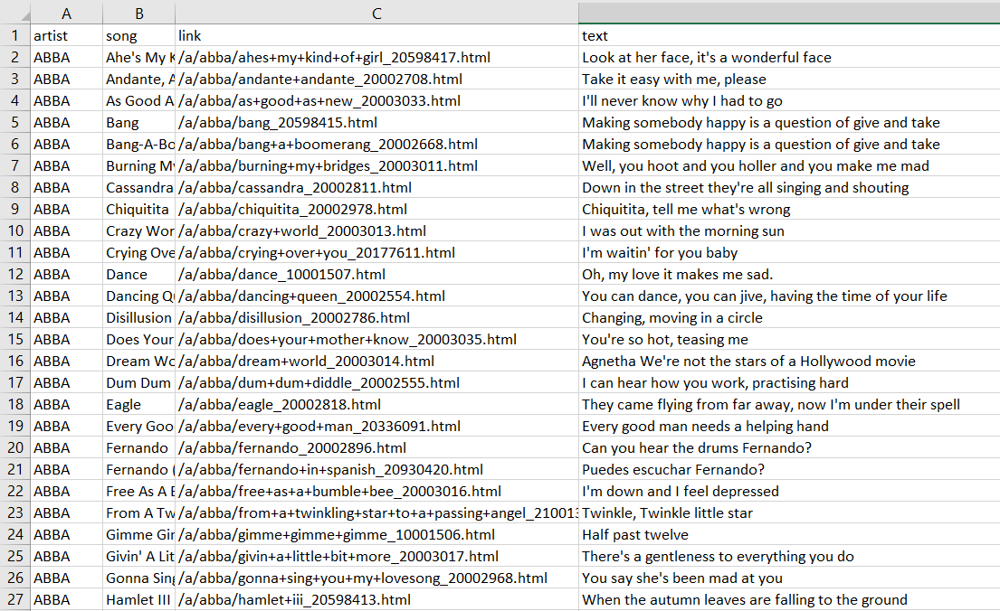 A B C
1 artist song link text
2 ABBA Ahe's My K /a/abba/ahes+my+kind+of+girl_20598417.html Look at her face, it's a wonderful face
3 ABBA Andante, A /a/abba/andante+andante_20002708.html Take it easy with me, please
4 ABBA As Good A /a/abba/as+good+as+new_20003033.html I'll never know why I had to go
5 ABBA Bang /a/abba/bang_20598415.html Making somebody happy is a question of give and take
6 ABBA Bang-A-Bo /a/abba/bang+a+boomerang_20002668.html Making somebody happy is a question of give and take
7 ABBA Burning My /a/abba/burning+my+bridges_20003011.html Well, you hoot and you holler and you make me mad
8 ABBA Cassandra /a/abba/cassandra_20002811.html Down in the street they're all singing and shouting
9 ABBA Chiquitita /a/abba/chiquitita_20002978.html Chiquitita, tell me what's wrong
10 ABBA Crazy Wor /a/abba/crazy+world_20003013.html I was out with the morning sun
11 ABBA Crying Ove /a/abba/crying+over+you_20177611.html I'm waitin' for you baby
12 ABBA Dance /a/abba/dance_10001507.html Oh, my love it makes me sad.
13 ABBA Dancing Q /a/abba/dancing+queen_20002554.html You can dance, you can jive, having the time of your life
14 ABBA Disillusion /a/abba/disillusion_20002786.html Changing, moving in a circle
15 ABBA Does Your /a/abba/does+your+mother+know_20003035.html You're so hot, teasing me
16 ABBA Dream Wo /a/abba/dream+world_20003014.html Agnetha We're not the stars of a Hollywood movie
17 ABBA Dum Dum /a/abba/dum+dum+diddle_20002555.html I can hear how you work, practising hard
18 ABBA Eagle /a/abba/eagle_20002818.html They came flying from far away, now I'm under their spell
19 ABBA Every Goo /a/abba/every+good+man_20336091.html Every good man needs a helping hand
20 ABBA Fernando /a/abba/fernando_20002896.html Can you hear the drums Fernando?
21 ABBA Fernando ( /a/abba/fernando+in+spanish_20930420.html Puedes escuchar Fernando?
22 ABBA Free As A B /a/abba/free+as+a+bumble+bee_20003016.html I'm down and I feel depressed
23 ABBA From A Tw /a/abba/from+a+twinkling+star+to+a+passing+angel_21001 Twinkle, Twinkle little star
24 ABBA Gimme Gim /a/abba/gimme+gimme+gimme_10001506.html Half past twelve
25 ABBA Givin' A Lit /a/abba/givin+a+little+bit+more_20003017.html There's a gentleness to everything you do
26 ABBA Gonna Sing /a/abba/gonna+sing+you+my+lovesong_20002968.html You say she's been mad at you
27 ABBA Hamlet III /a/abba/hamlet+iii_20598413.html When the autumn leaves are falling to the ground